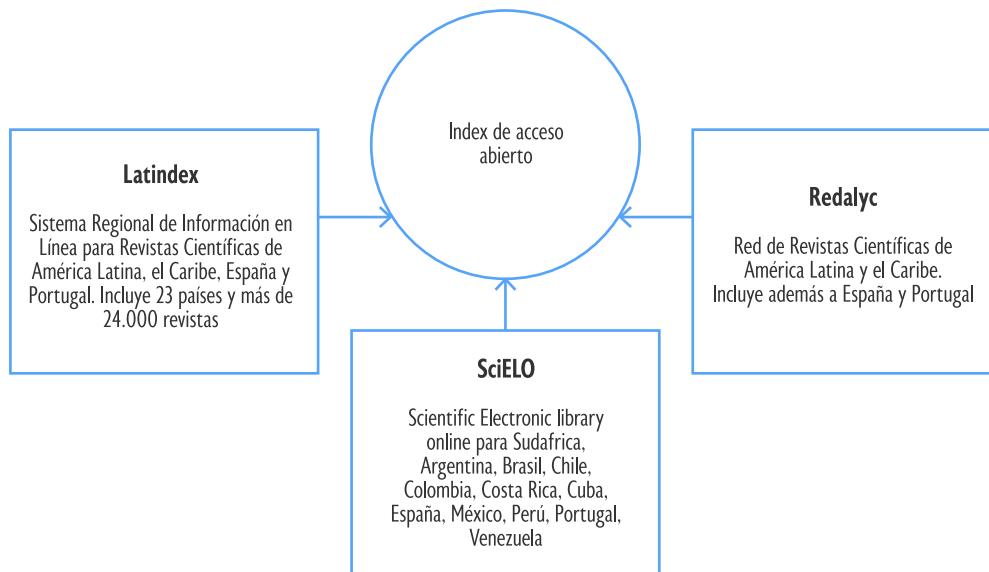 Index de acceso
abierto
Latindex
Sistema Regional de Información en
Línea para Revistas Científicas de
América Latina, el Caribe, España y
Portugal. Incluye 23 países y más de
24.000 revistas
SciELO
Scientific Electronic library
online para Sudafrica,
Argentina, Brasil, Chile,
Colombia, Costa Rica, Cuba,
España, México, Perú, Portugal,
Venezuela
Redalyc
Red de Revistas Científicas de
América Latina y el Caribe.
Incluye además a España y Portugal